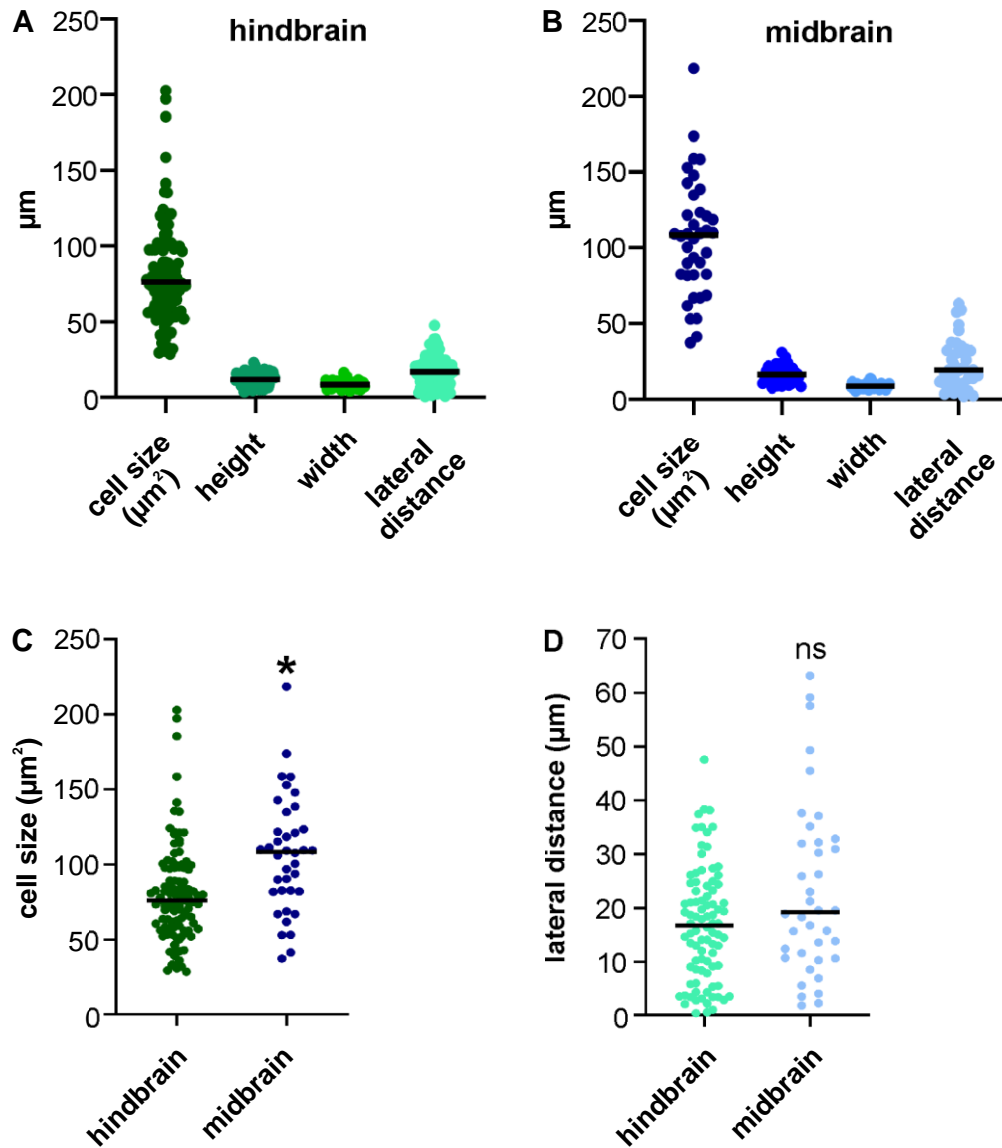 A
hindbrain
250
200
150
100
50
0
µm
cell size
(µm²)
height
width
lateral
distance
B
midbrain
250
200
150
100
50
0
µm
cell size
(µm²)
height
width
lateral
distance
C
250
200
150
100
50
0
cell size (µm²)
*
hindbrain
midbrain
D
70
60
50
40
30
20
10
0
lateral distance (µm)
ns
hindbrain
midbrain